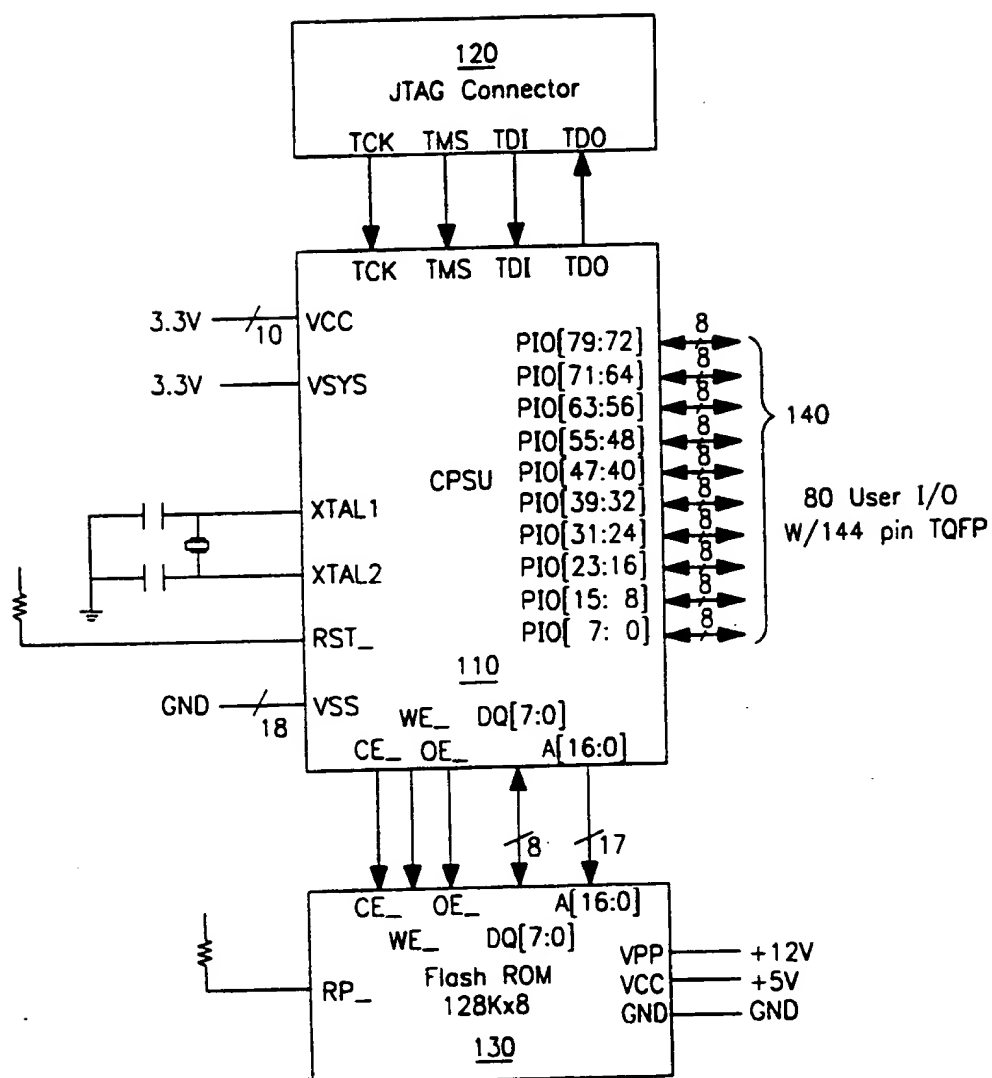 120
JTAG Connector
TCK TMS TDI TDO
TCK TMS TDI TDO
3.3V 10 VCC
PIO[79:72] 8
3.3V VSYS
PIO[71:64] 8
PIO[63:56] 8
140
PIO[55:48] 8
CPSU
PIO[47:40] 8
80 User I/O
XTAL1
PIO[39:32] 8
W/144 pin TQFP
PIO[31:24] 8
XTAL2
PIO[23:16] 8
PIO[15: 8] 8
RST_
PIO[ 7: 0] 8
110
GND 18 VSS
WE_ DQ[7:0]
CE_ OE_ A[16:0]
8 17
CE_ OE_ A[16:0]
WE_ DQ[7:0]
VPP +12V
Flash ROM
VCC +5V
RP_
128Kx8
GND GND
130